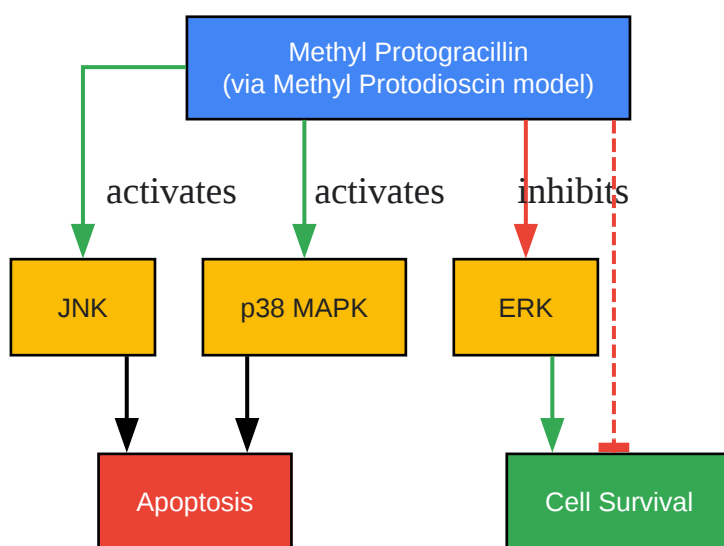 Methyl Protogracillin
(via Methyl Protodioscin model)
activates
activates
inhibits
JNK
p38 MAPK
ERK
Apoptosis
Cell Survival